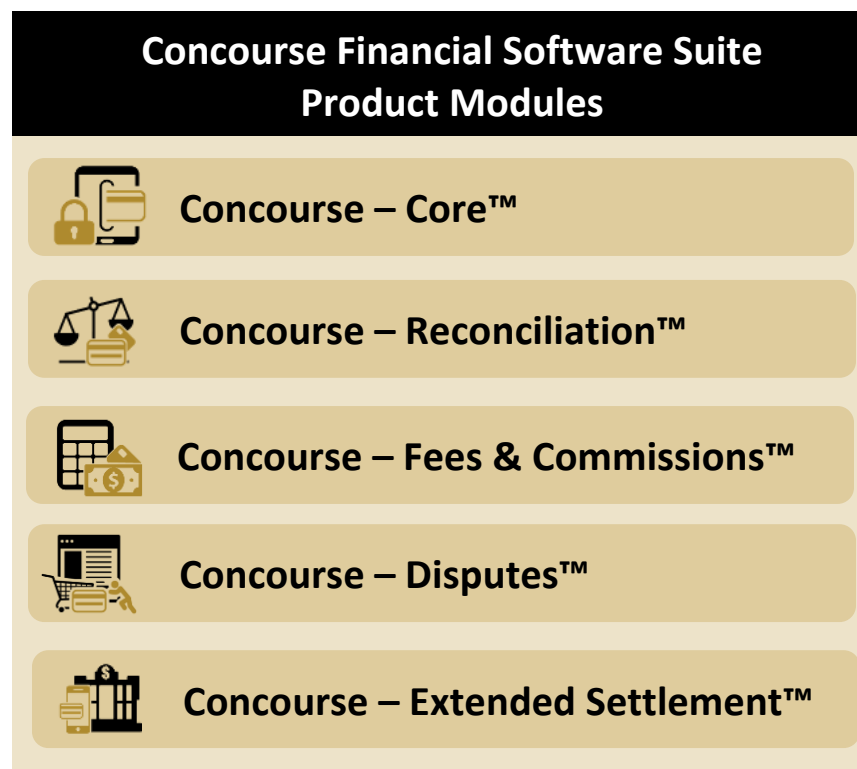 Concourse Financial Software Suite
Product Modules
Concourse – Core™
Concourse – Reconciliation™
Concourse – Fees & Commissions™
Concourse – Disputes™
Concourse – Extended Settlement™